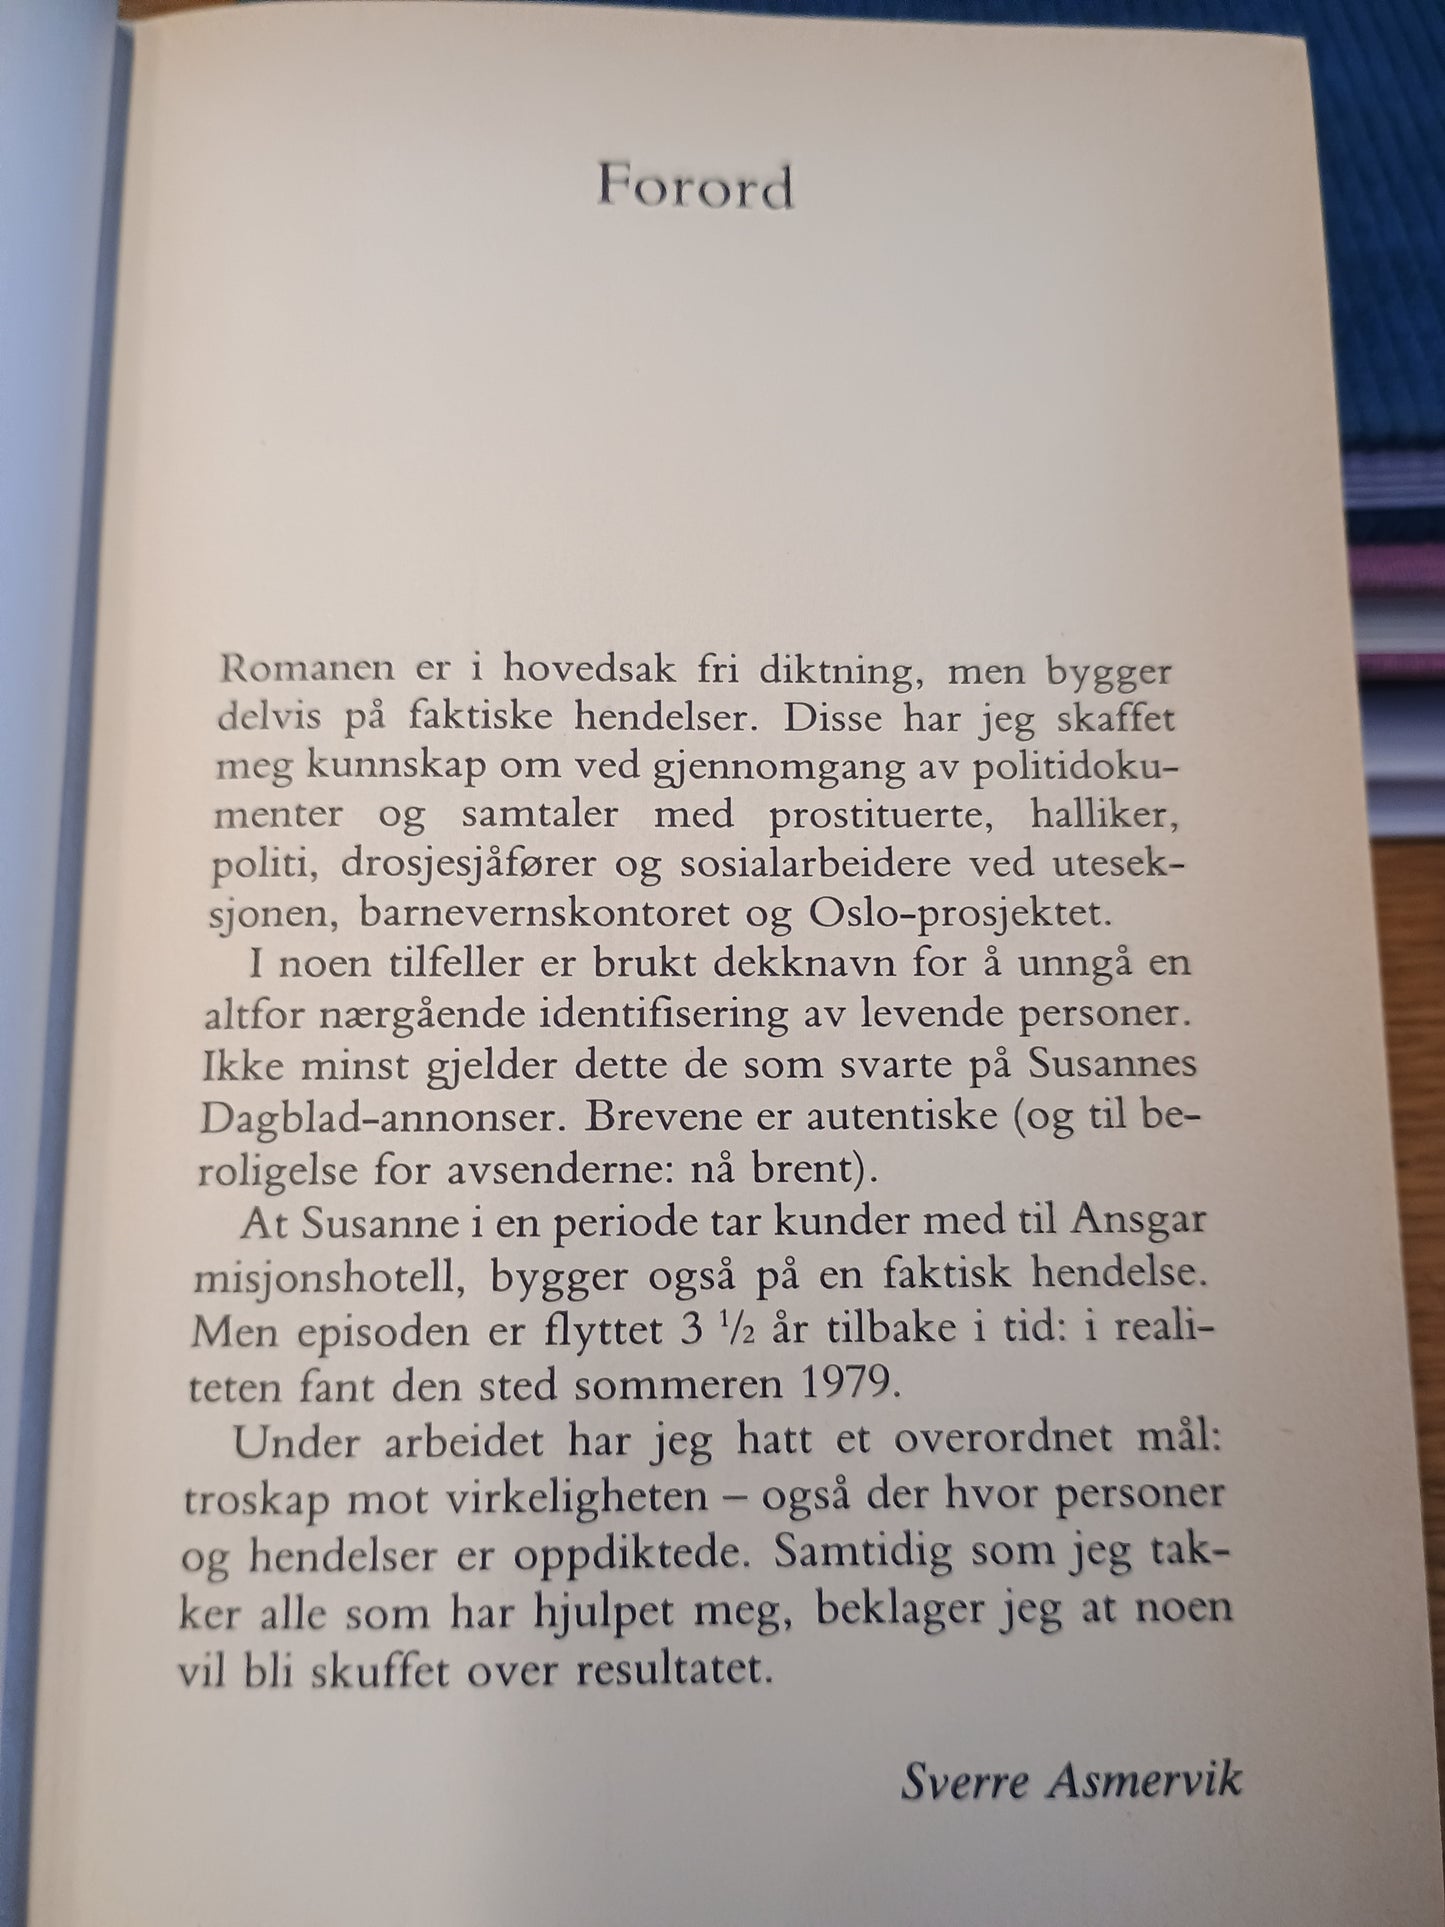 Forord
Romanen er i hovedsak fri diktning, men bygger
delvis på faktiske hendelser. Disse har jeg skaffet
meg kunnskap om ved gjennomgang av politidoku-
menter og samtaler med prostituerte, halliker,
politi, drosjesjåfører og sosialarbeidere ved utesek-
sjonen, barnevernskontoret og Oslo-prosjektet.
I noen tilfeller er brukt dekknavn for å unngå en
altfor nærgående identifisering av levende personer.
Ikke minst gjelder dette de som svarte på Susannes
Dagblad-annonser. Brevene er autentiske (og til be-
roligelse for avsenderne: nå brent).
At Susanne i en periode tar kunder med til Ansgar
misjonshotell, bygger også på en faktisk hendelse.
Men episoden er flyttet 3 ½ år tilbake i tid: i reali-
teten fant den sted sommeren 1979.
Under arbeidet har jeg hatt et overordnet mål:
troskap mot virkeligheten – også der hvor personer
og hendelser er oppdiktede. Samtidig som jeg tak-
ker alle som har hjulpet meg, beklager jeg at noen
vil bli skuffet over resultatet.
Sverre Asmervik